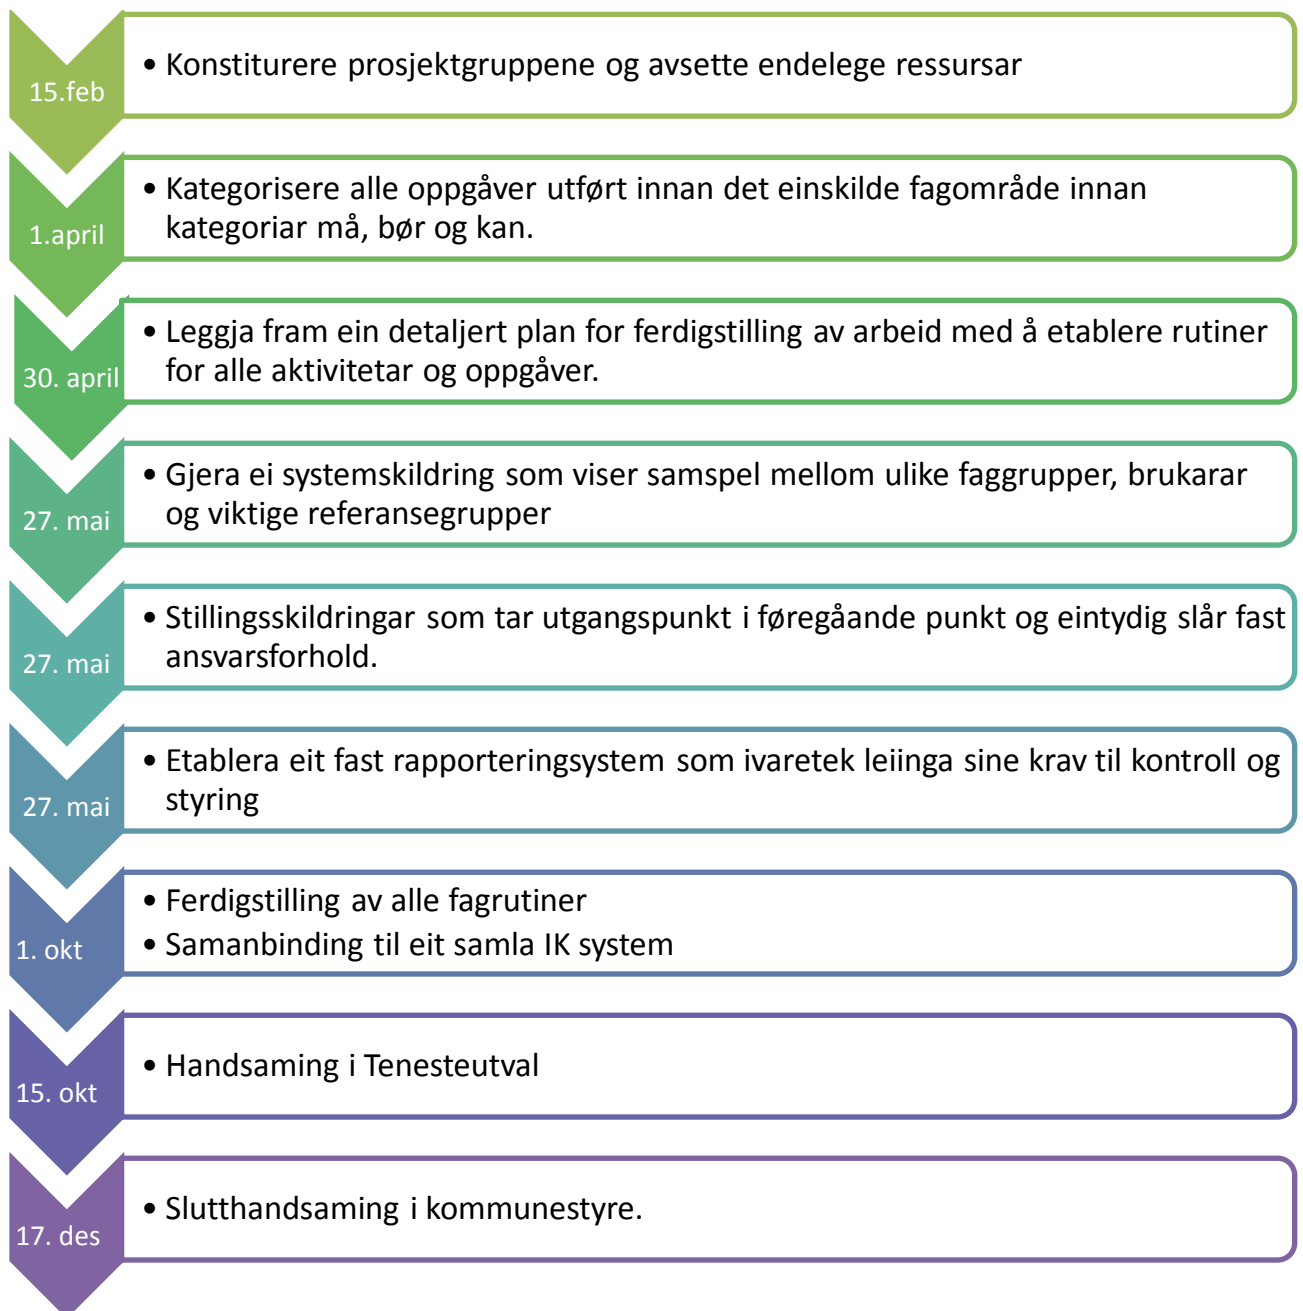 15.feb
• Konstiturere prosjektgruppene og avsette endelege ressursar
1.april
• Kategorisere alle oppgåver utført innan det einskilde fagområde innan
kategoriar må, bør og kan.
30. april
• Leggja fram ein detaljert plan for ferdigstilling av arbeid med å etablere rutiner
for alle aktivitetar og oppgåver.
27. mai
• Gjera ei systemskildring som viser samspel mellom ulike faggrupper, brukarar
og viktige referansegrupper
27. mai
• Stillingsskildringar som tar utgangspunkt i føregåande punkt og eintydig slår fast
ansvarsforhold.
27. mai
• Etablera eit fast rapporteringsystem som ivaretek leiinga sine krav til kontroll og
styring
1. okt
• Ferdigstilling av alle fagrutiner
• Samanbinding til eit samla IK system
15. okt
• Handsaming i Tenesteutval
17. des
• Slutthandsaming i kommunestyre.